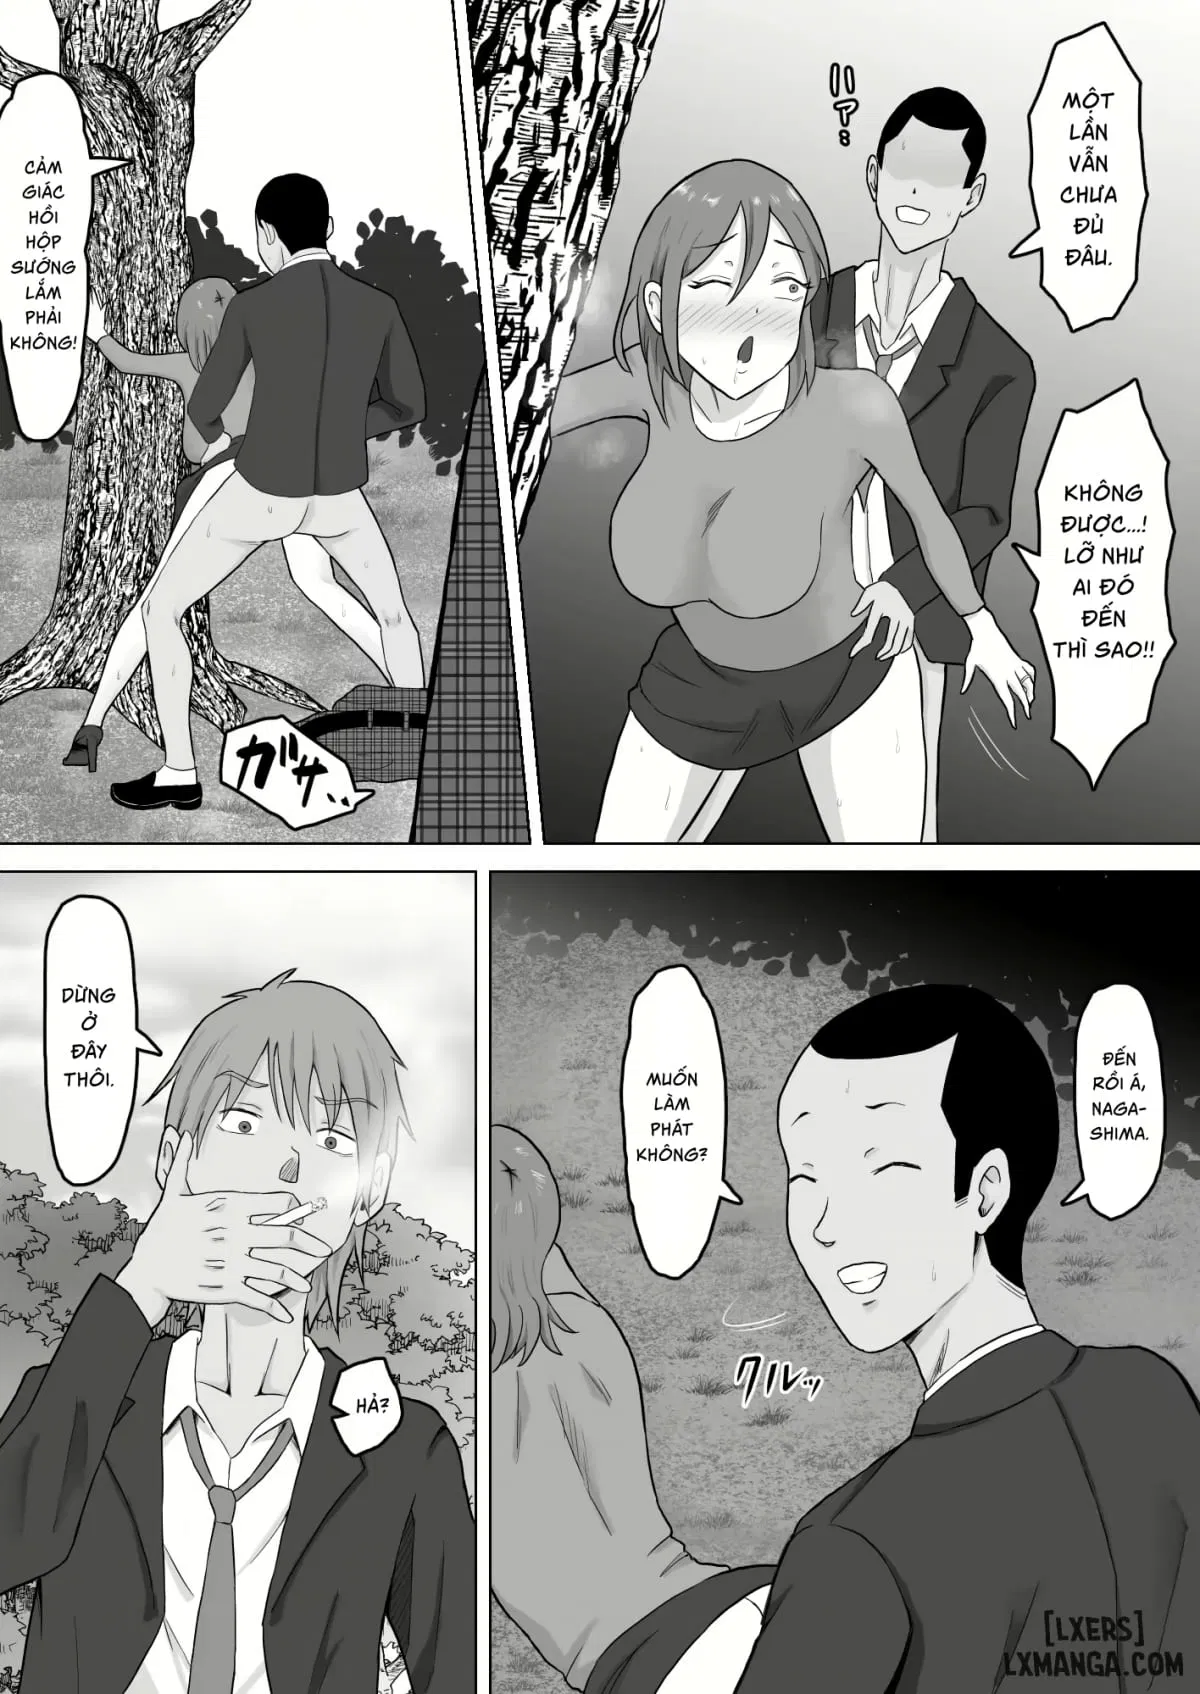 MỘT
LẦN
VẪN
CHƯA
ĐỦ
ĐÂU.
ハァ…
KHÔNG
ĐƯỢC...!
LỠ NHƯ
AI ĐÓ
ĐẾN
THÌ SAO!!
CẢM
GIÁC
HỒI
HỘP
SƯỚNG
LẮM
PHẢI
KHÔNG!
ガサ‥
ĐẾN
RỒI Á,
NAGA-
SHIMA.
MUỐN
LÀM
PHÁT
KHÔNG?
クルッ
DỪNG
Ở
ĐÂY
THÔI.
HẢ?
[LXERS]
LXMANGA.COM